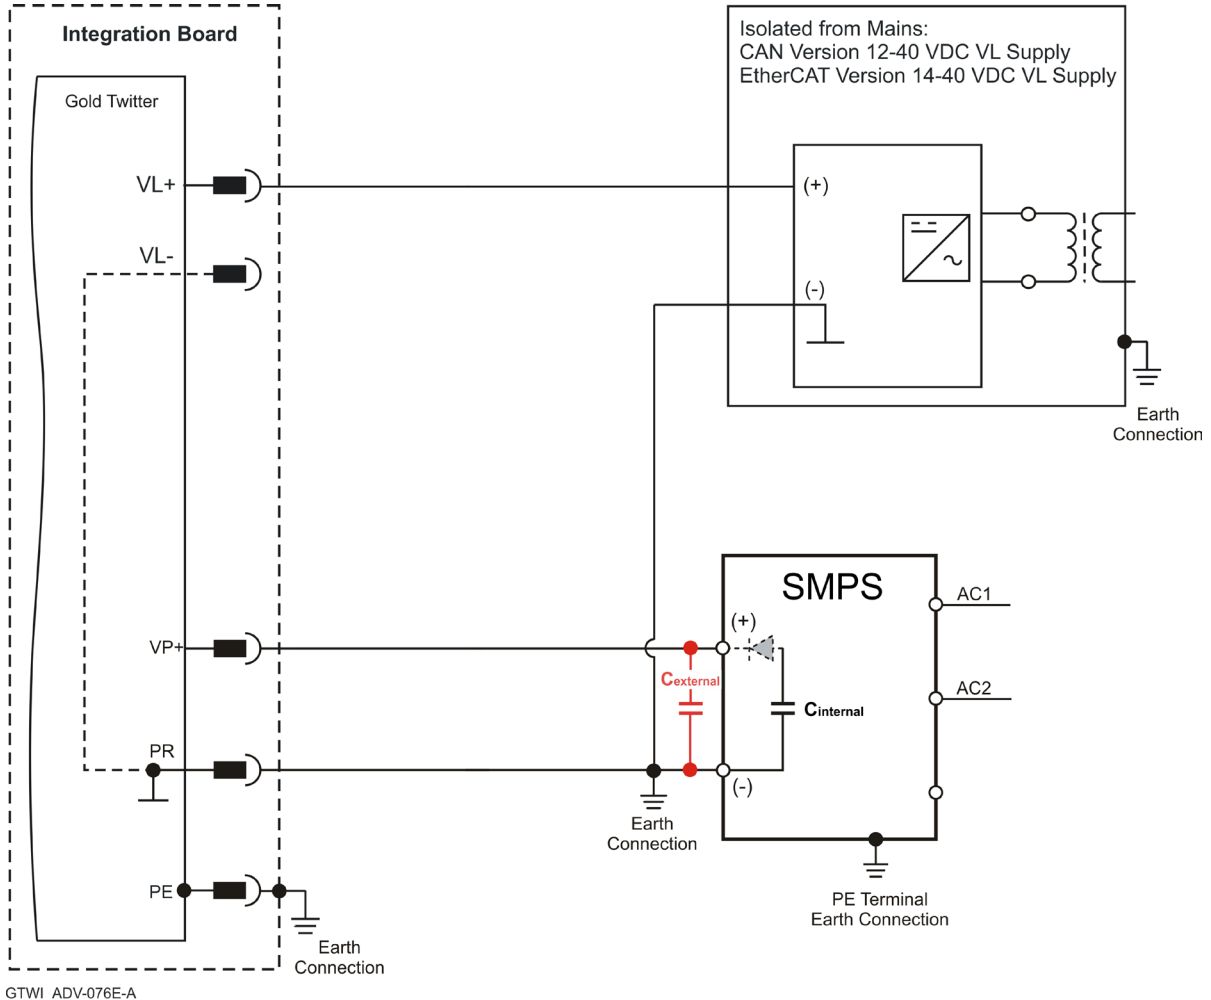 Integration Board
Gold Twitter
VL+
VL-
VP+
PR
PE
Earth
Connection
GTWI ADV-076E-A
Isolated from Mains:
CAN Version 12-40 VDC VL Supply
EtherCAT Version 14-40 VDC VL Supply
(+)
(-)
Earth
Connection
SMPS
(+)
Cexternal
Cinternal
(-)
AC1
AC2
Earth
Connection
PE Terminal
Earth Connection